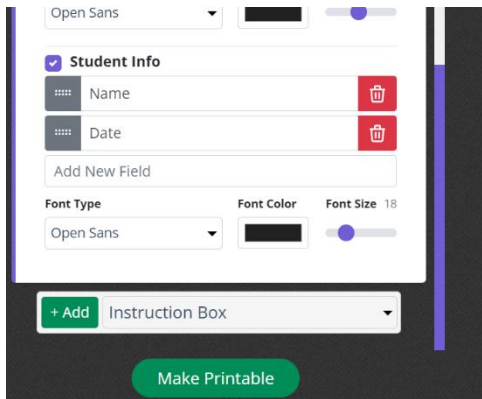 Open Sans
Student Info
Name
Date
Add New Field
Font Type Font Color Font Size 18
Open Sans
+ Add Instruction Box
Make Printable